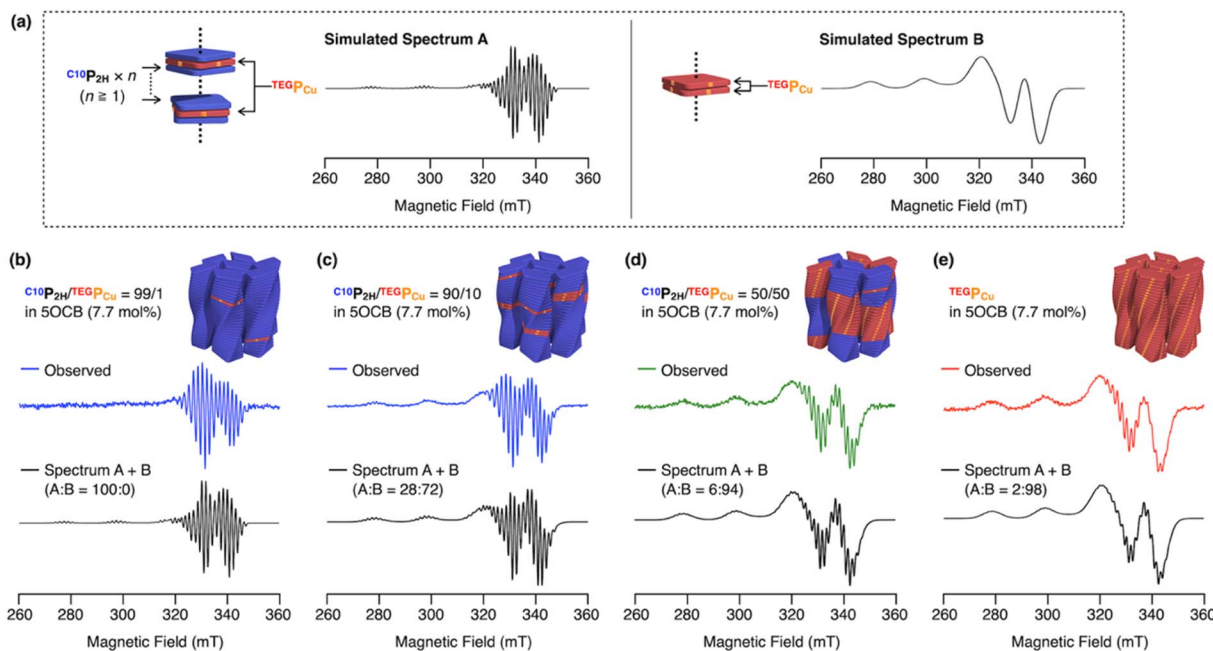 (a)
Simulated Spectrum A
Simulated Spectrum B
C10P2H × n
(n ≧ 1)
TEGPCu
TEGPCu
260 280 300 320 340 360
Magnetic Field (mT)
260 280 300 320 340 360
Magnetic Field (mT)
(b)
C10P2H/TEGPCu = 99/1
in 5OCB (7.7 mol%)
Observed
Spectrum A + B
(A:B = 100:0)
260 280 300 320 340 360
Magnetic Field (mT)
(c)
C10P2H/TEGPCu = 90/10
in 5OCB (7.7 mol%)
Observed
Spectrum A + B
(A:B = 28:72)
260 280 300 320 340 360
Magnetic Field (mT)
(d)
C10P2H/TEGPCu = 50/50
in 5OCB (7.7 mol%)
Observed
Spectrum A + B
(A:B = 6:94)
260 280 300 320 340 360
Magnetic Field (mT)
(e)
TEGPCu
in 5OCB (7.7 mol%)
Observed
Spectrum A + B
(A:B = 2:98)
260 280 300 320 340 360
Magnetic Field (mT)